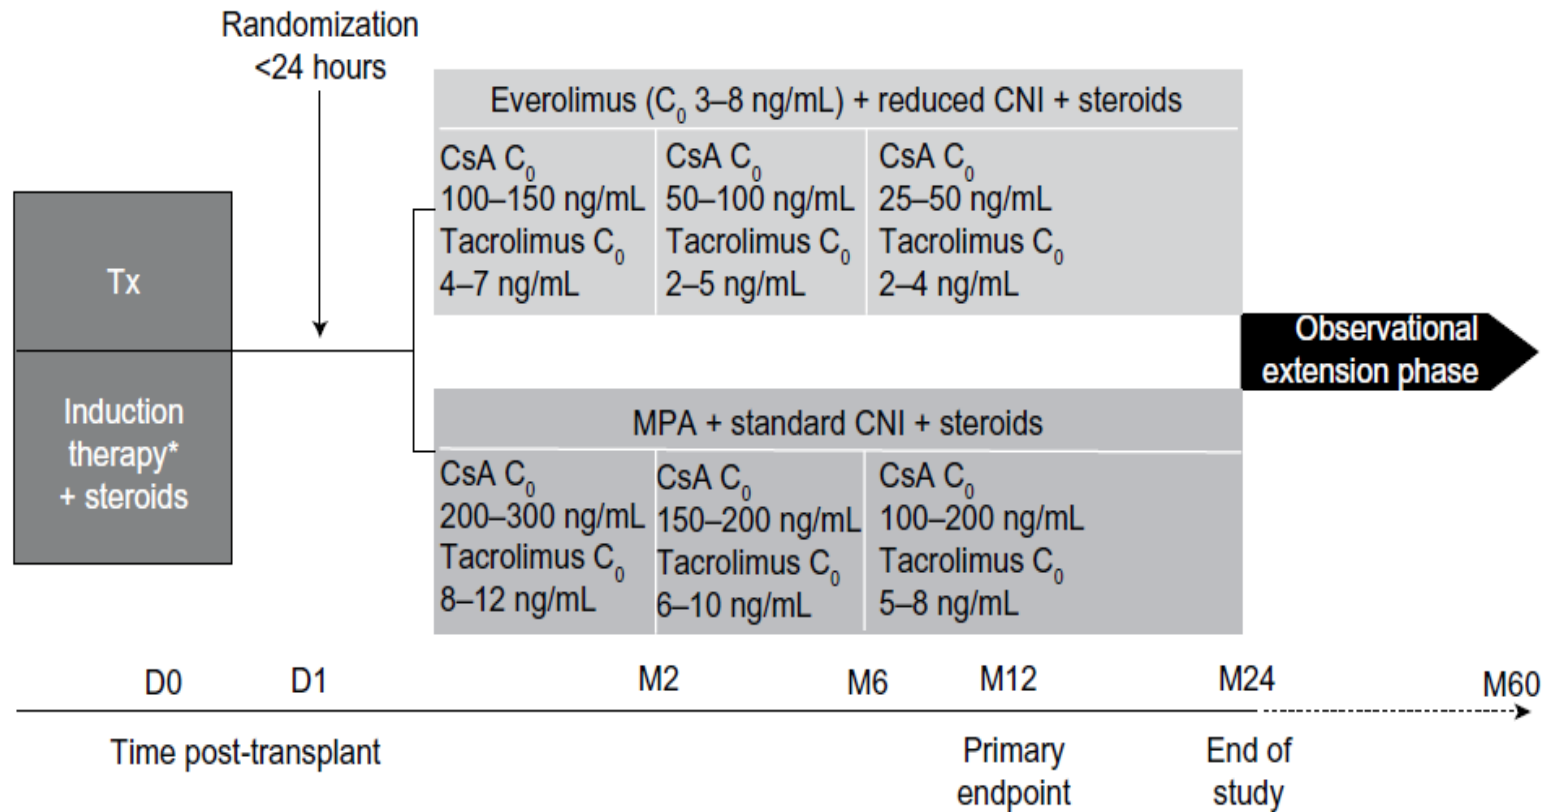 Randomization
<24 hours
Everolimus (C₀ 3–8 ng/mL) + reduced CNI + steroids
CsA C₀
100–150 ng/mL
Tacrolimus C₀
4–7 ng/mL
CsA C₀
50–100 ng/mL
Tacrolimus C₀
2–5 ng/mL
CsA C₀
25–50 ng/mL
Tacrolimus C₀
2–4 ng/mL
Tx
Induction
therapy*
+ steroids
Observational
extension phase
MPA + standard CNI + steroids
CsA C₀
200–300 ng/mL
Tacrolimus C₀
8–12 ng/mL
CsA C₀
150–200 ng/mL
Tacrolimus C₀
6–10 ng/mL
CsA C₀
100–200 ng/mL
Tacrolimus C₀
5–8 ng/mL
D0 D1 M2 M6 M12 M24 M60
Time post-transplant
Primary
endpoint
End of
study